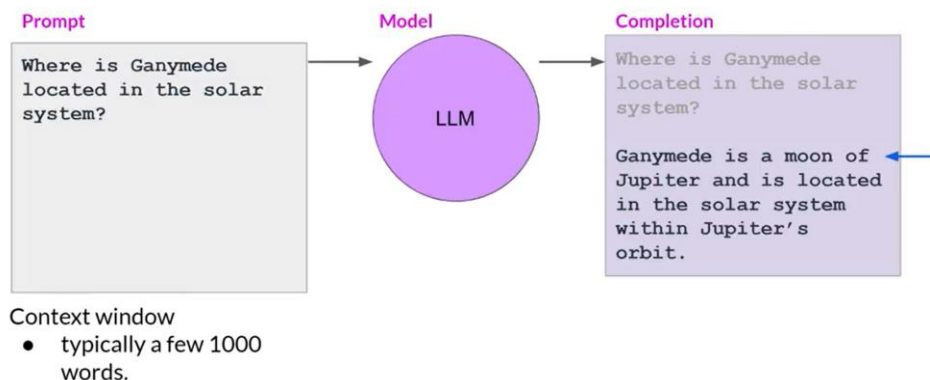 Prompt
Where is Ganymede
located in the solar
system?
Context window
• typically a few 1000
words.
Model
LLM
Completion
Where is Ganymede
located in the solar
system?
Ganymede is a moon of
Jupiter and is located
in the solar system
within Jupiter’s
orbit.